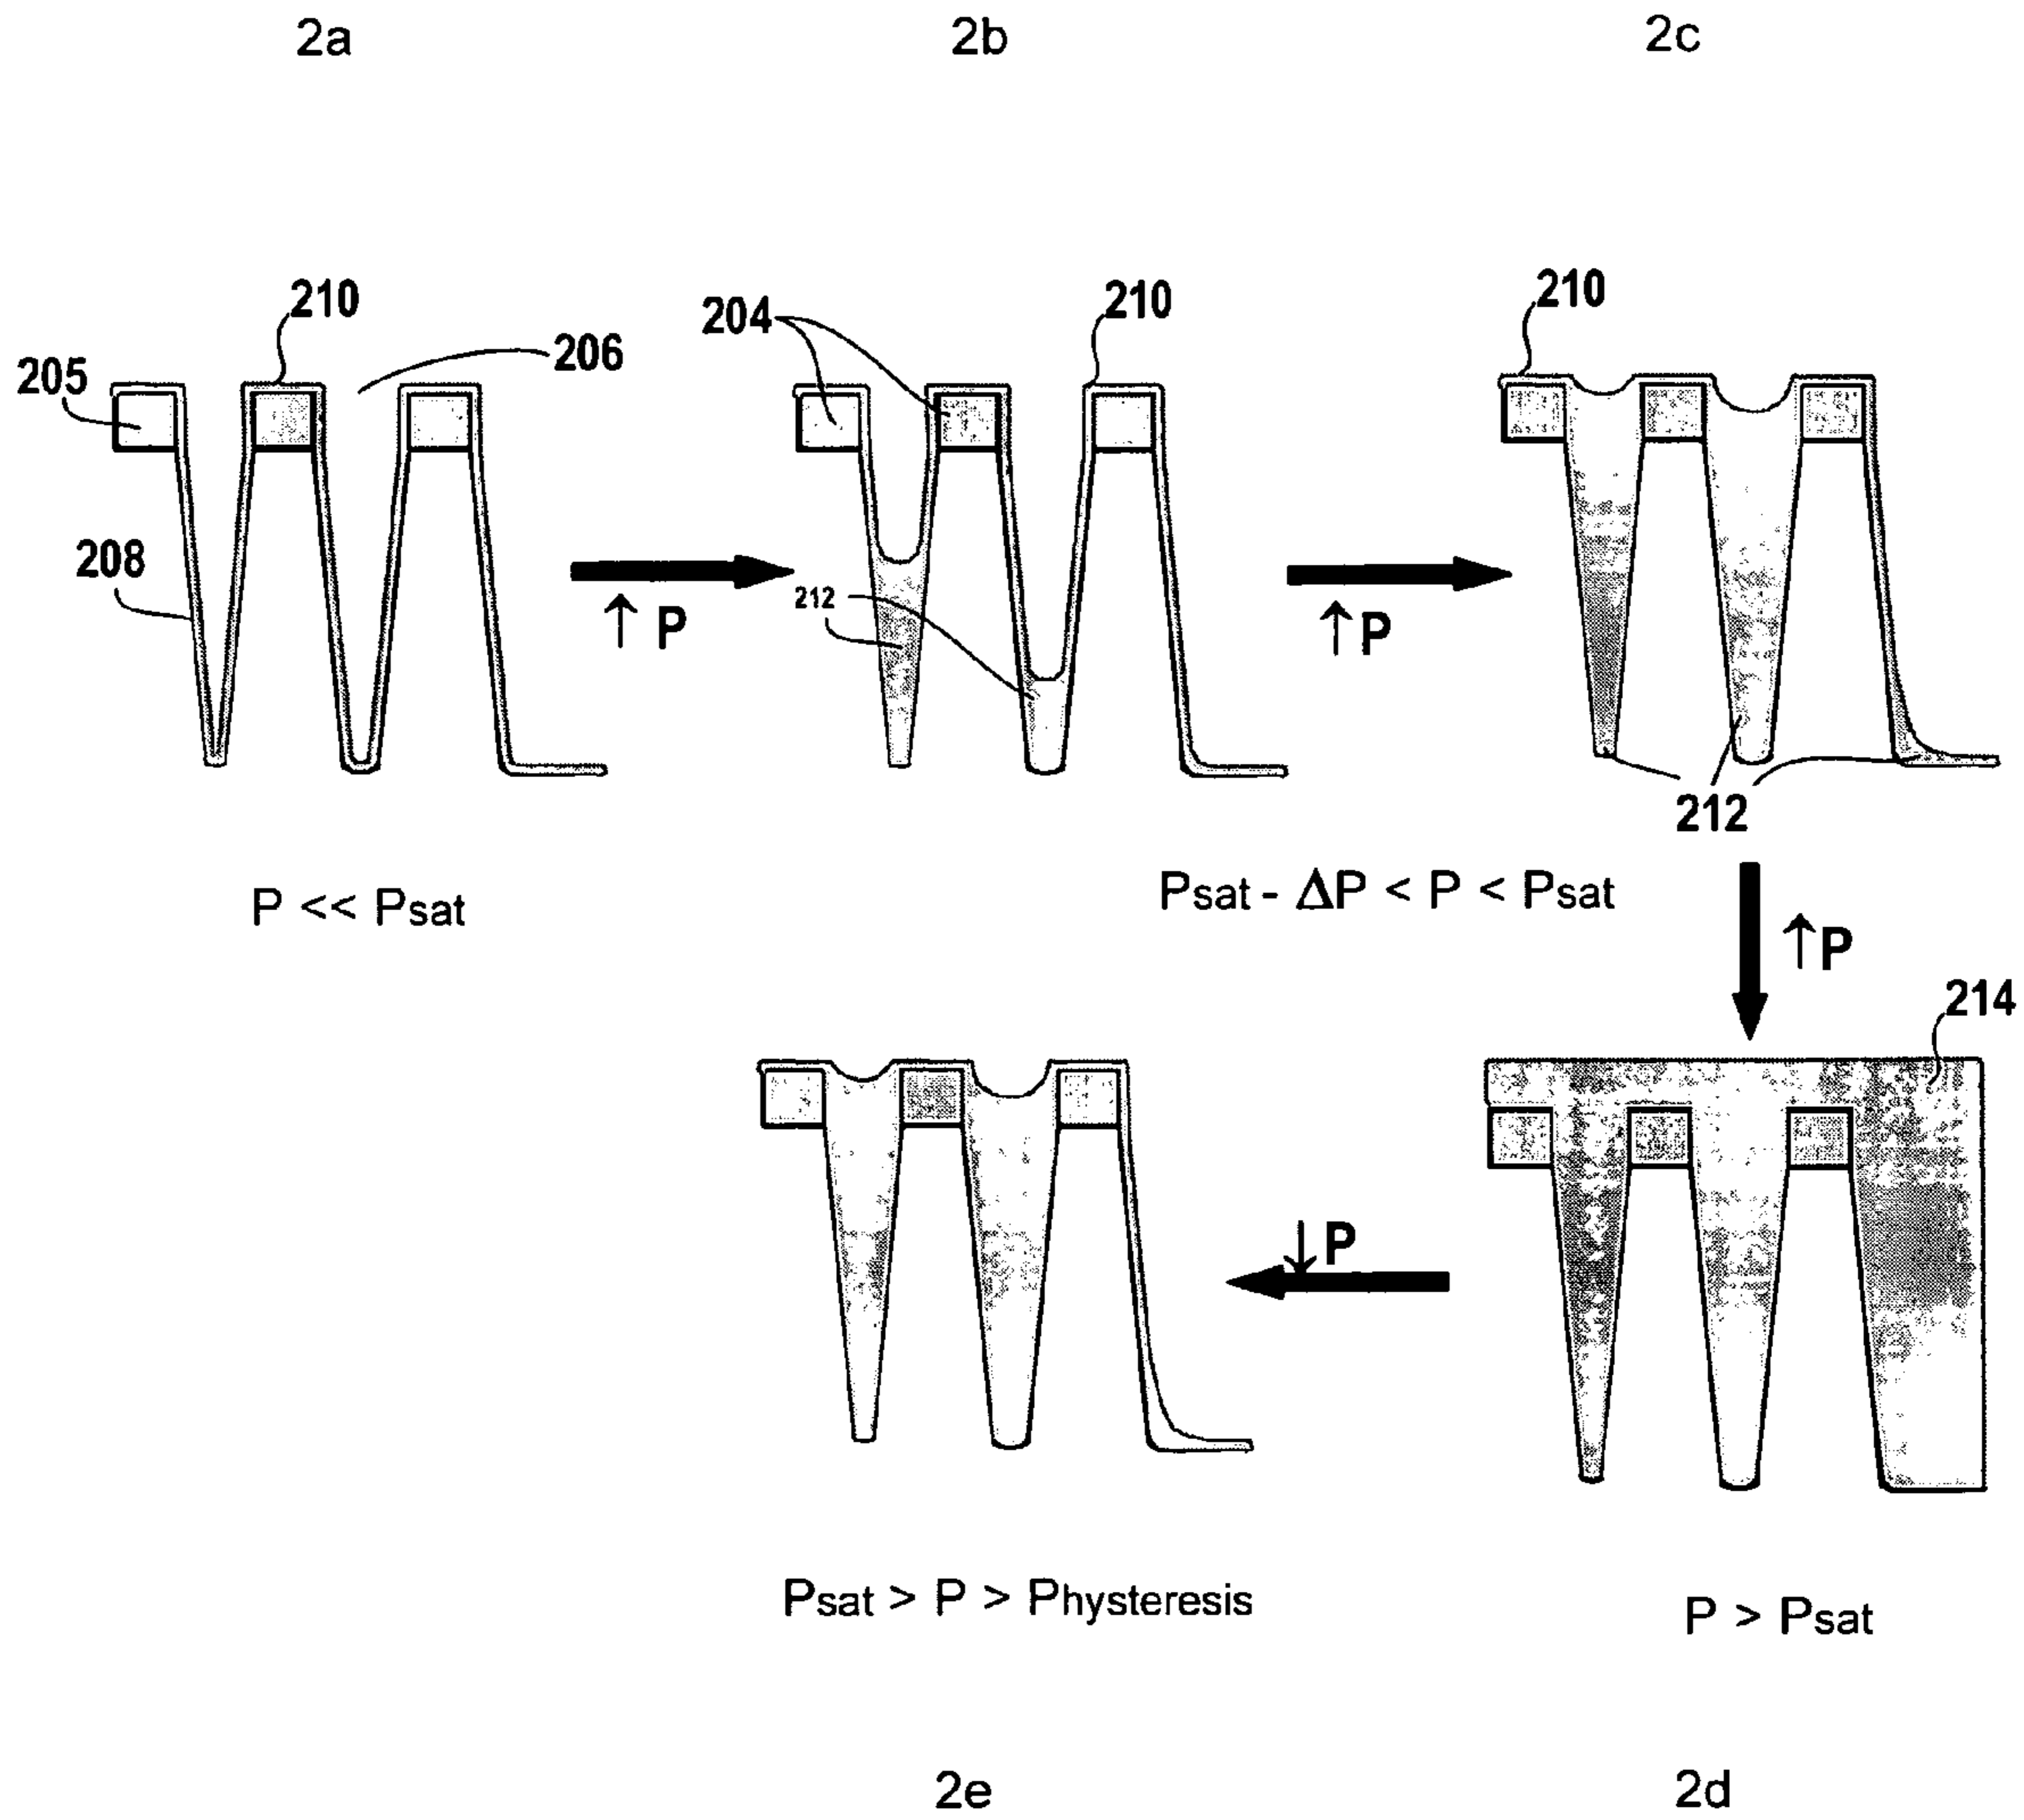 2a
2b
2c
210
206
205
208
204
210
210
212
212
↑ P
↑P
P << Psat
Psat - ΔP < P < Psat
↑P
214
↓P
Psat > P > Physteresis
P > Psat
2e
2d